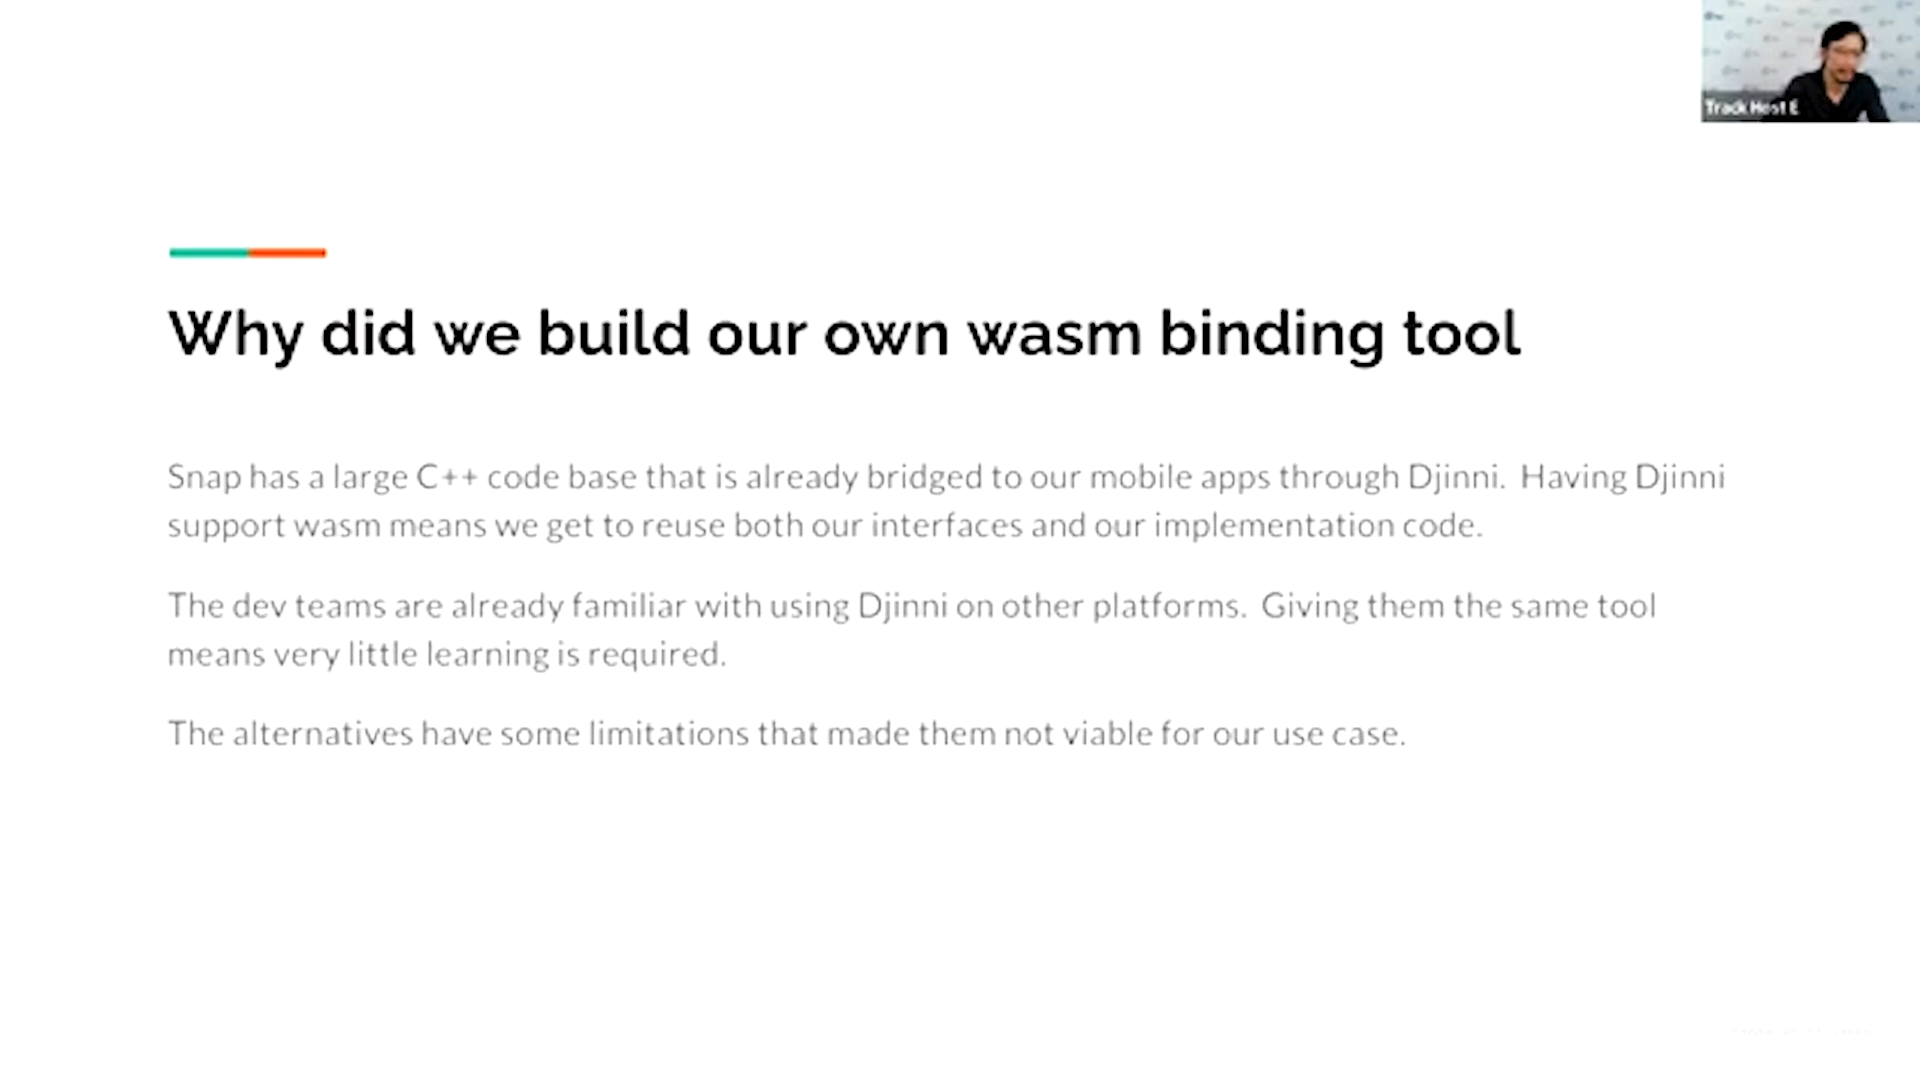 Track Host E
Why did we build our own wasm binding tool
Snap has a large C++ code base that is already bridged to our mobile apps through Djinni. Having Djinni
support wasm means we get to reuse both our interfaces and our implementation code.
The dev teams are already familiar with using Djinni on other platforms. Giving them the same tool
means very little learning is required.
The alternatives have some limitations that made them not viable for our use case.